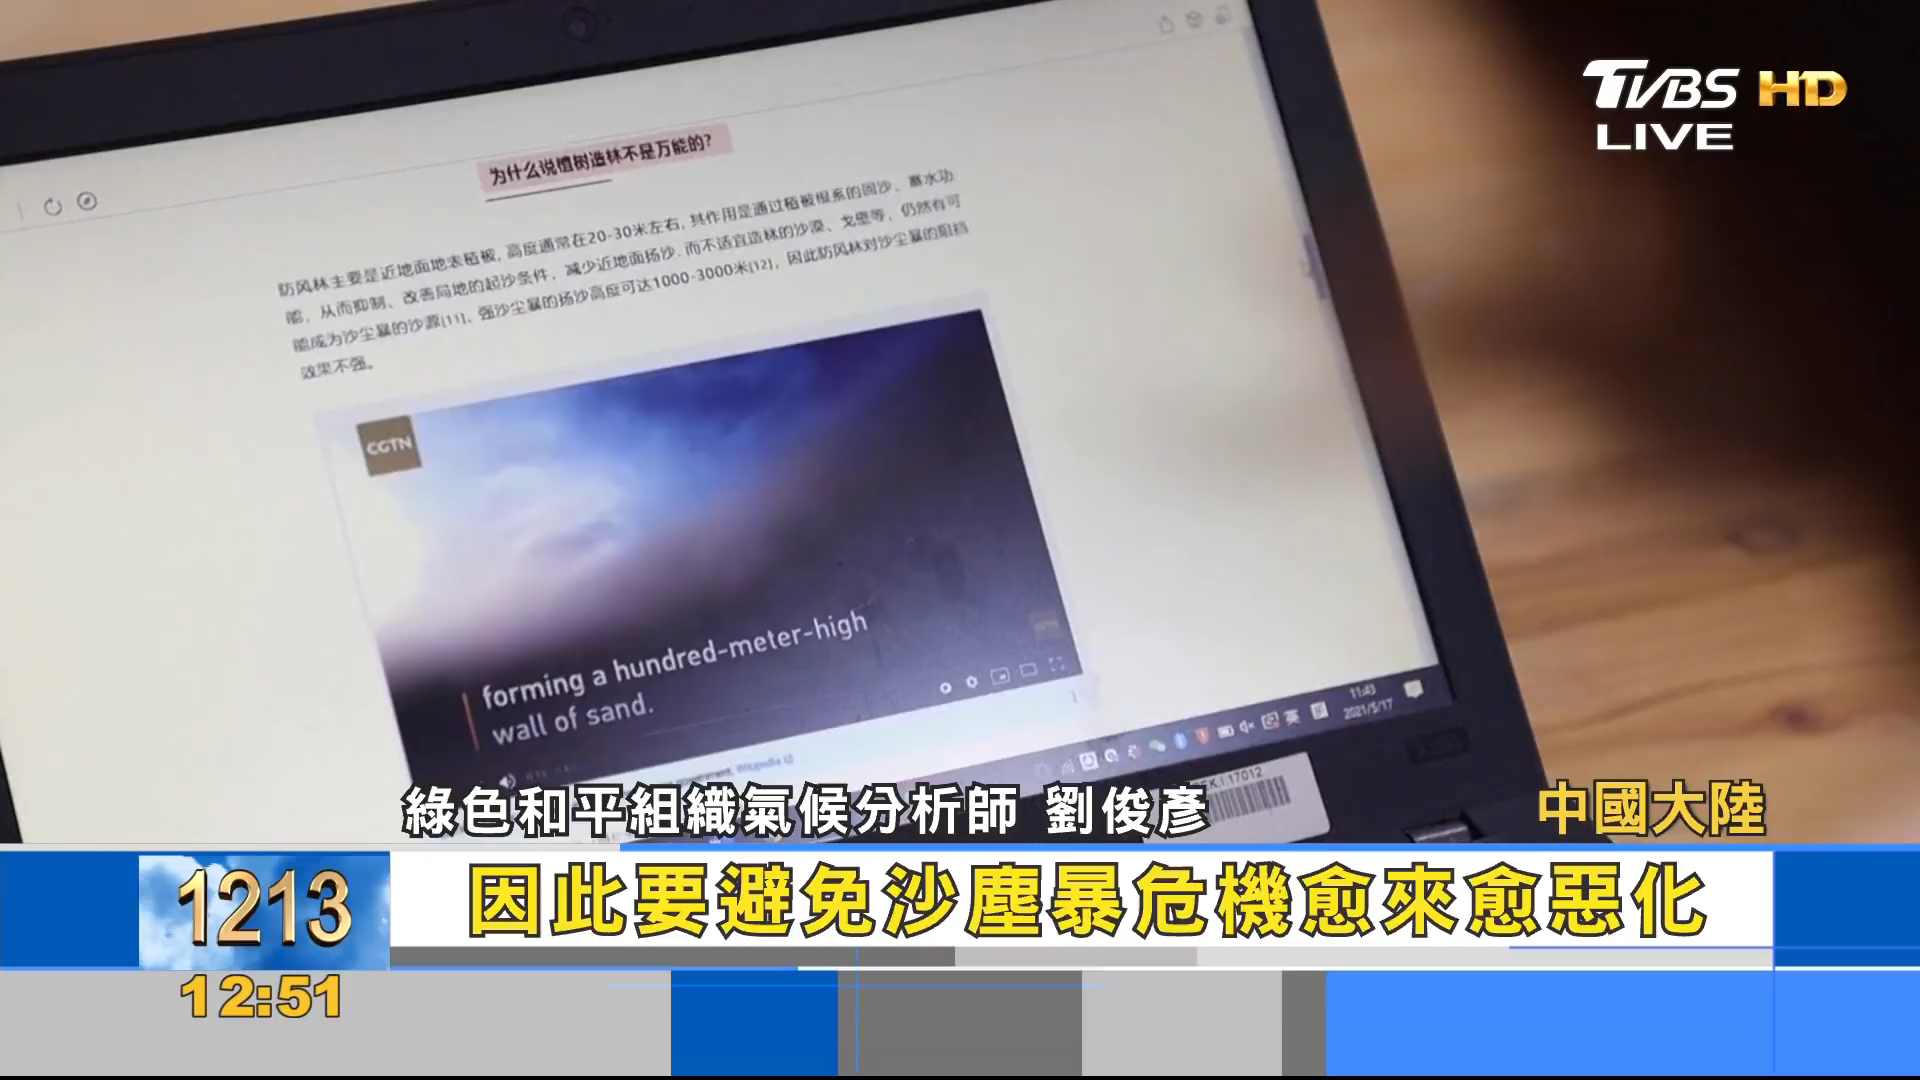 TVBS HD
LIVE
为什么说植树造林不是万能的?
防风林主要是近地面地表植被, 高度通常在20-30米左右, 其作用是通过植被根系的固沙、蓄水功
能, 从而抑制、改善局地的起沙条件, 减少近地面扬沙. 而不适宜造林的沙漠、戈壁等, 仍然有可
能成为沙尘暴的沙源[11]. 强沙尘暴的扬沙高度可达1000-3000米[12], 因此防风林对沙尘暴的阻挡
效果不强。
CGTN
forming a hundred-meter-high
wall of sand.
11:43
2021/5/17
英
綠色和平組織氣候分析師 劉俊彥
中國大陸
因此要避免沙塵暴危機愈來愈惡化
1213
12:51